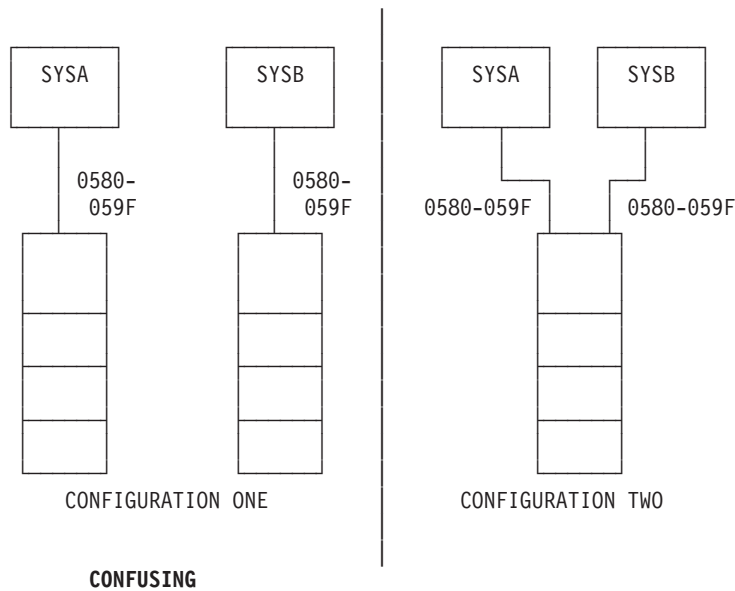 SYSA
SYSB
SYSA
SYSB
0580-
059F
0580-
059F
0580-059F
0580-059F
CONFIGURATION ONE
CONFIGURATION TWO
CONFUSING